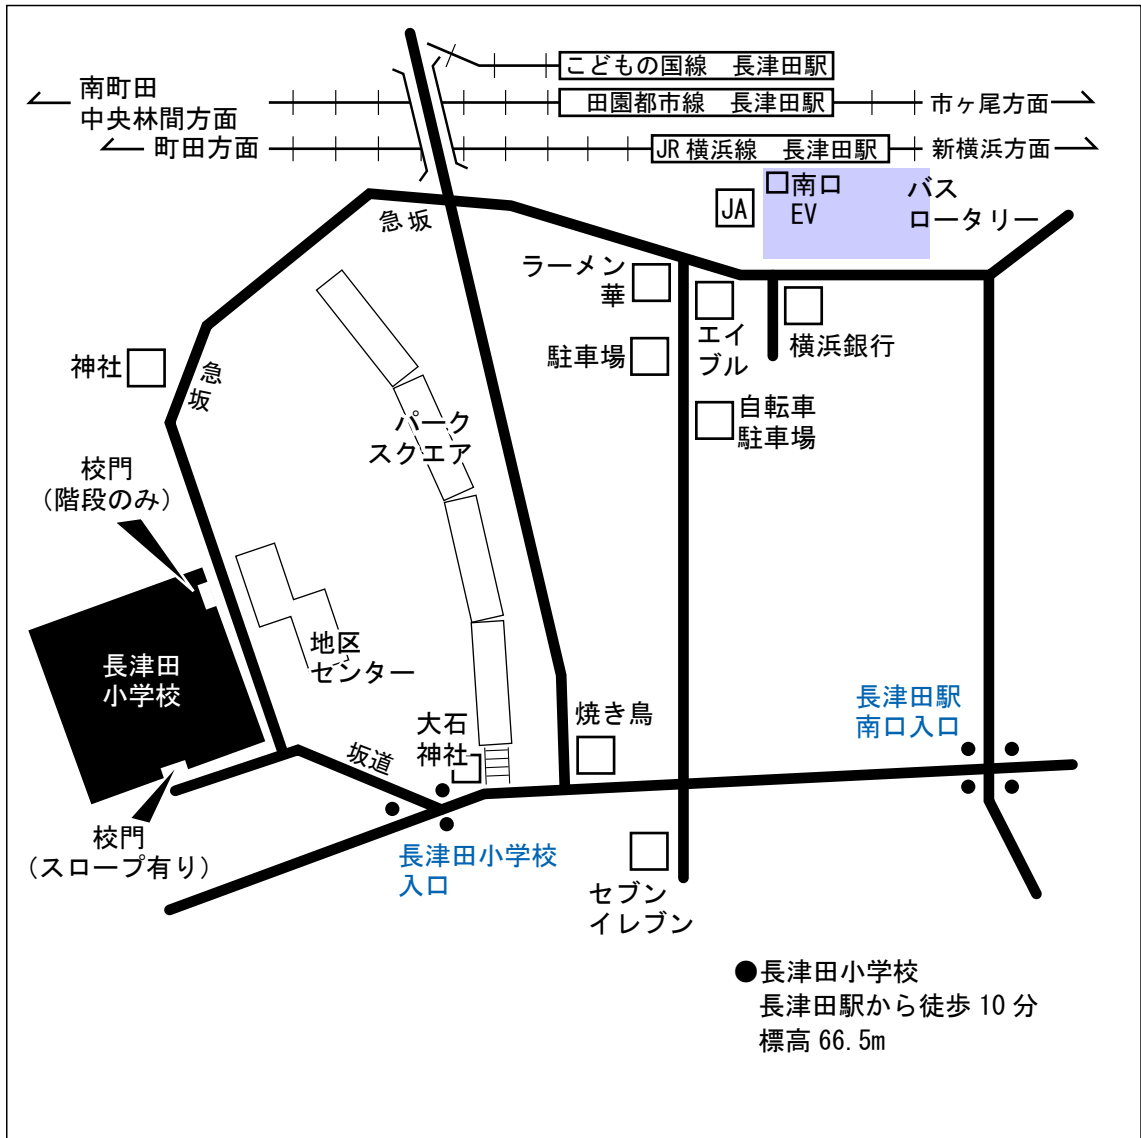 こどもの国線　長津田駅
南町田
中央林間方面
田園都市線　長津田駅
市ヶ尾方面
町田方面
JR横浜線　長津田駅
新横浜方面
JA
南口
EV
バス
ロータリー
急坂
ラーメン
華
エイ
ブル
横浜銀行
駐車場
神社
急
坂
自転車
駐車場
パーク
スクエア
校門
（階段のみ）
地区
センター
長津田
小学校
長津田駅
南口入口
焼き鳥
大石
神社
坂道
校門
（スロープ有り）
長津田小学校
入口
セブン
イレブン
●長津田小学校
長津田駅から徒歩 10 分
標高 66.5m